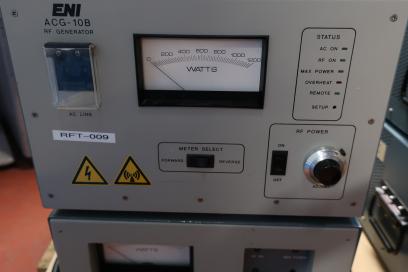 ENI
ACG-10B
RF GENERATOR
AC LINE
RFT-009
0 200 400 600 800 1000 1200
WATTS
METER SELECT
FORWARD REVERSE
STATUS
AC ON
RF ON
MAX POWER
OVERHEAT
REMOTE
SETUP
RF POWER
ON
OFF
WATTS